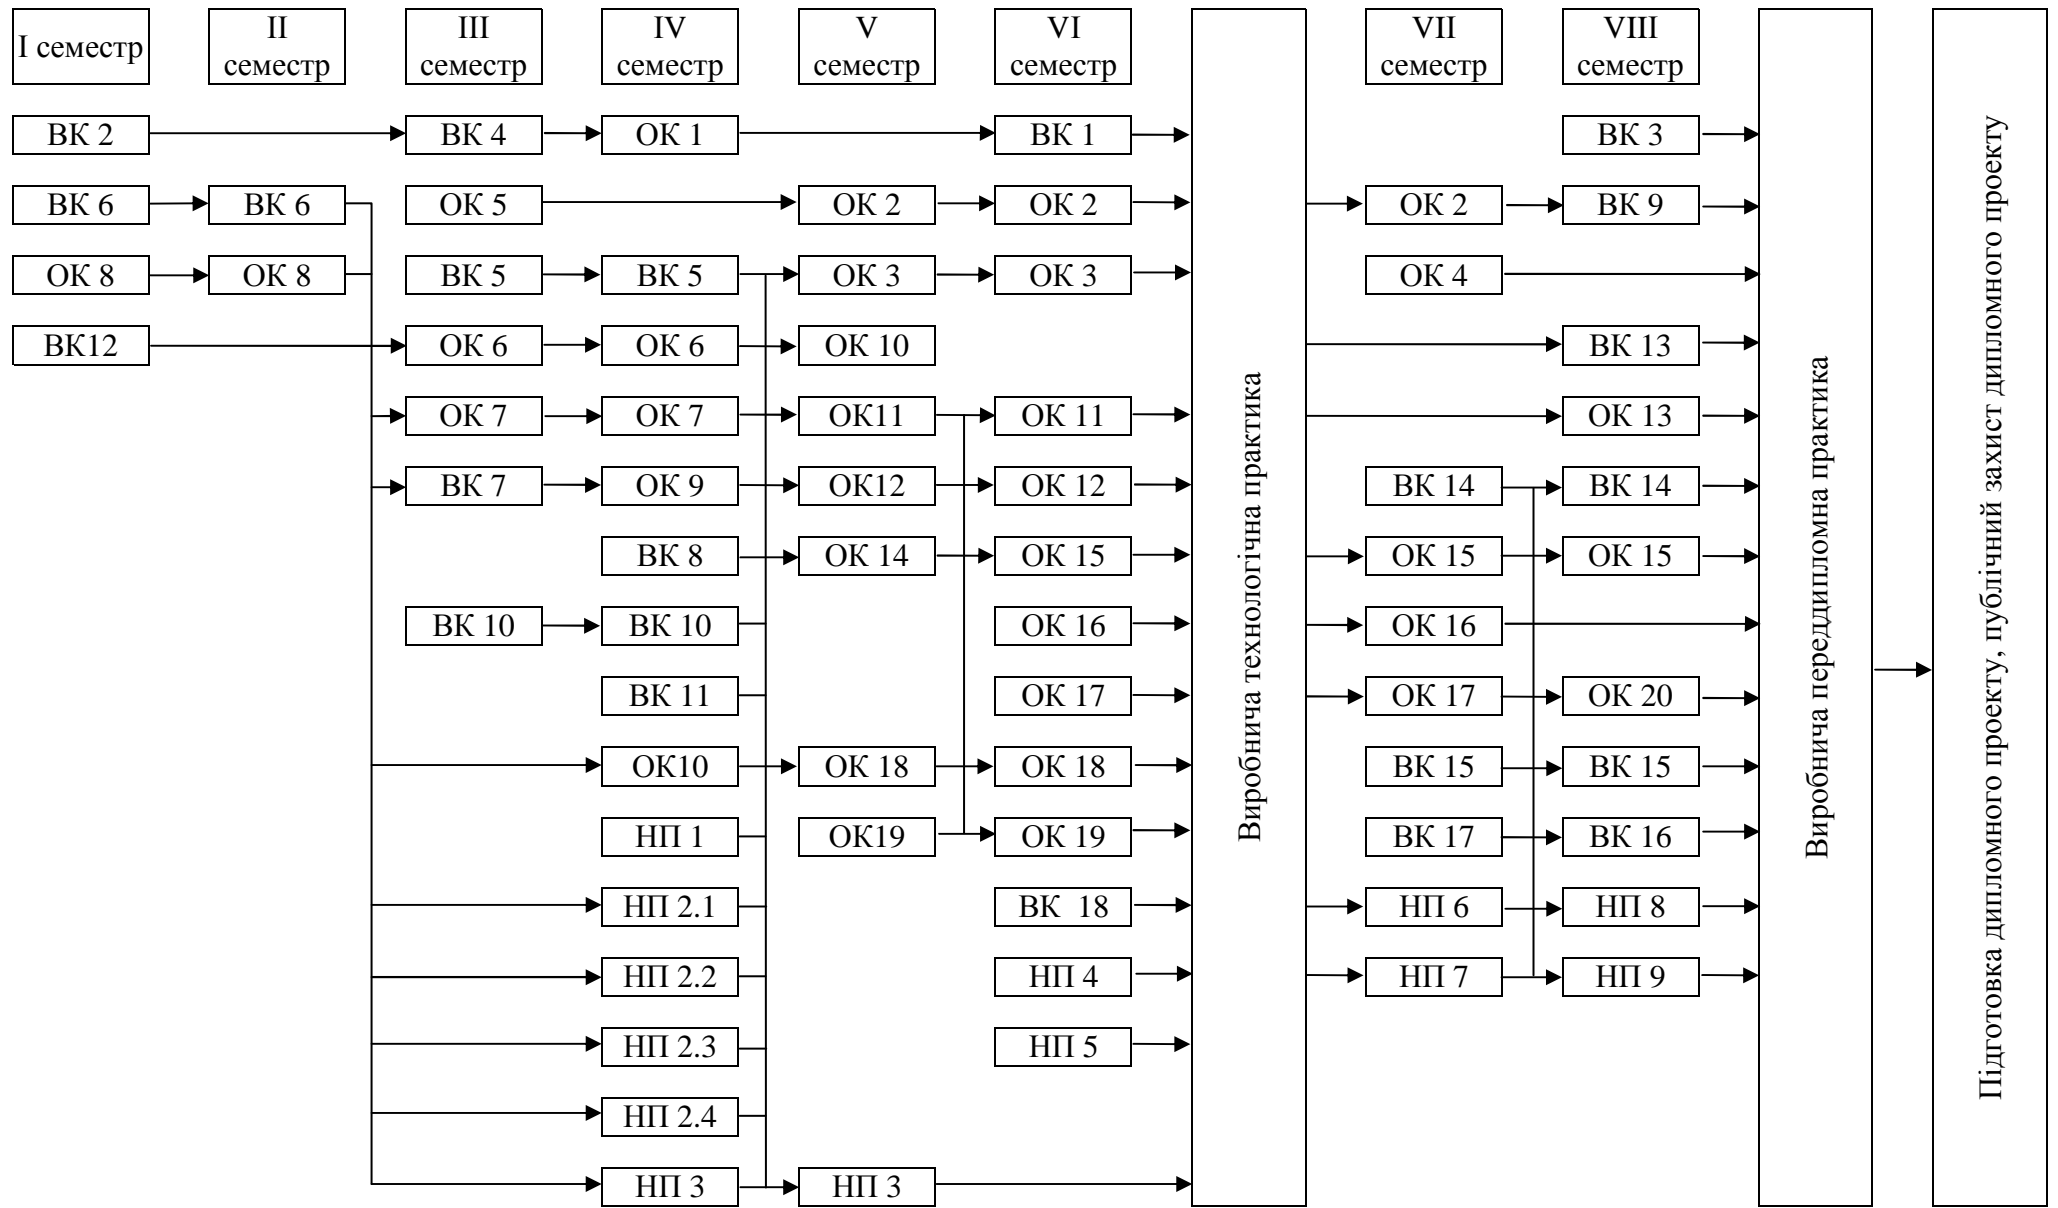 I семестр
II
семестр
III
семестр
IV
семестр
V
семестр
VI
семестр
VII
семестр
VIII
семестр
ВК 2
ВК 4
ОК 1
ВК 1
ВК 3
ВК 6
ВК 6
ОК 5
ОК 2
ОК 2
ОК 2
ВК 9
ОК 8
ОК 8
ВК 5
ВК 5
ОК 3
ОК 3
ОК 4
ВК12
ОК 6
ОК 6
ОК 10
ВК 13
ОК 7
ОК 7
ОК11
ОК 11
ОК 13
ВК 7
ОК 9
ОК12
ОК 12
ВК 14
ВК 14
ВК 8
ОК 14
ОК 15
ОК 15
ОК 15
ВК 10
ВК 10
ОК 16
ОК 16
ВК 11
ОК 17
ОК 17
ОК 20
ОК10
ОК 18
ОК 18
ВК 15
ВК 15
НП 1
ОК19
ОК 19
ВК 17
ВК 16
НП 2.1
ВК 18
НП 6
НП 8
НП 2.2
НП 4
НП 7
НП 9
НП 2.3
НП 5
НП 2.4
НП 3
НП 3
Виробнича технологічна практика
Виробнича переддипломна практика
Підготовка дипломного проекту, публічний захист дипломного проекту